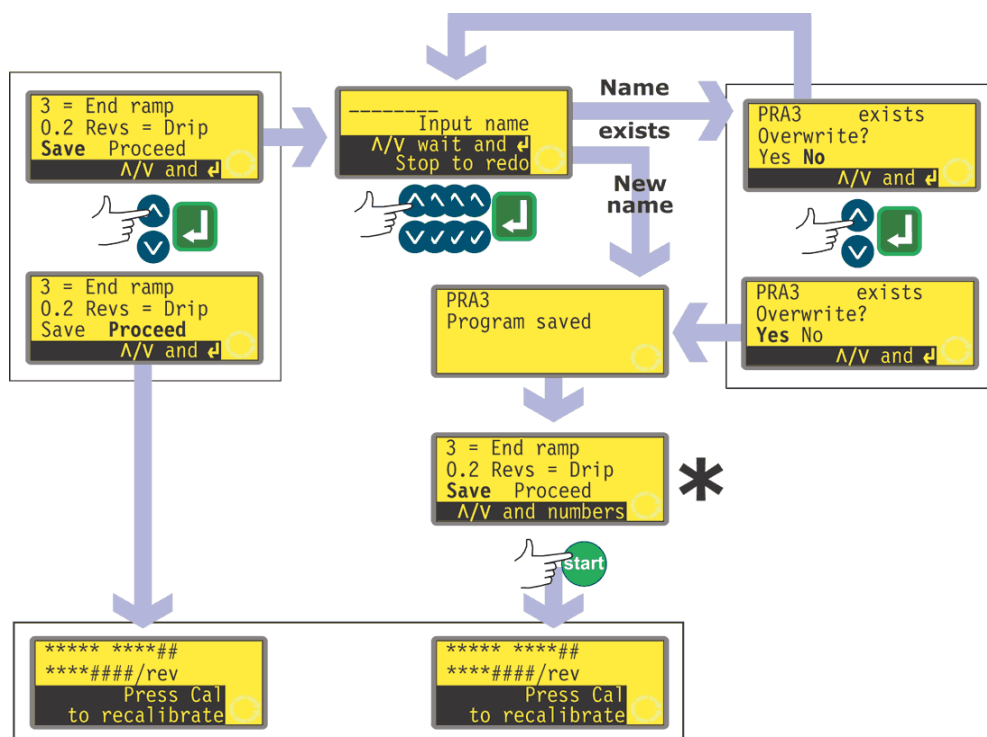 3 = End ramp
0.2 Revs = Drip
Save Proceed
∧/∨ and ↲
3 = End ramp
0.2 Revs = Drip
Save Proceed
∧/∨ and ↲
________
Input name
∧/∨ wait and ↲
Stop to redo
Name
exists
New
name
PRA3 exists
Overwrite?
Yes No
∧/∨ and ↲
PRA3 exists
Overwrite?
Yes No
∧/∨ and ↲
PRA3
Program saved
3 = End ramp
0.2 Revs = Drip
Save Proceed
∧/∨ and numbers
*
start
***** ****##
****####/rev
Press Cal
to recalibrate
***** ****##
****####/rev
Press Cal
to recalibrate